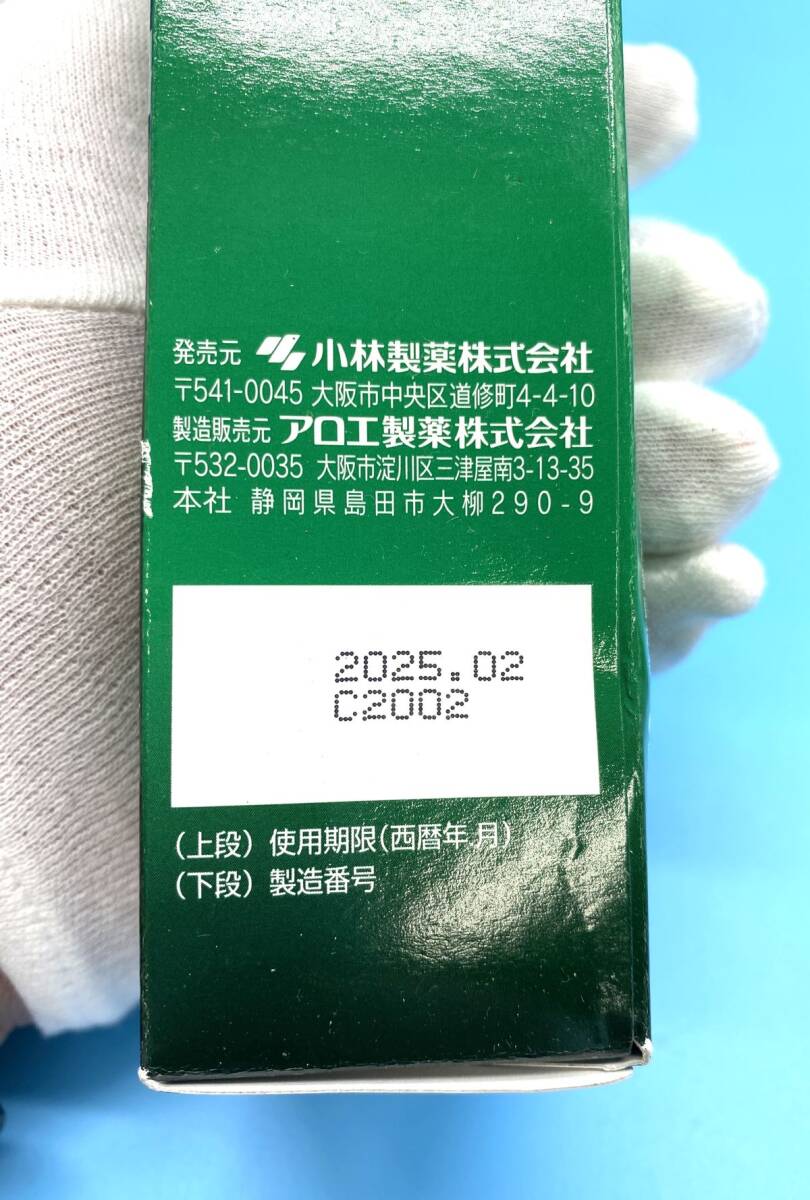 発売元 小林製薬株式会社
〒541-0045 大阪市中央区道修町4-4-10
製造販売元 アロエ製薬株式会社
〒532-0035 大阪市淀川区三津屋南3-13-35
本社 静岡県島田市大柳290-9
2025.02
C2002
(上段) 使用期限(西暦年.月)
(下段) 製造番号